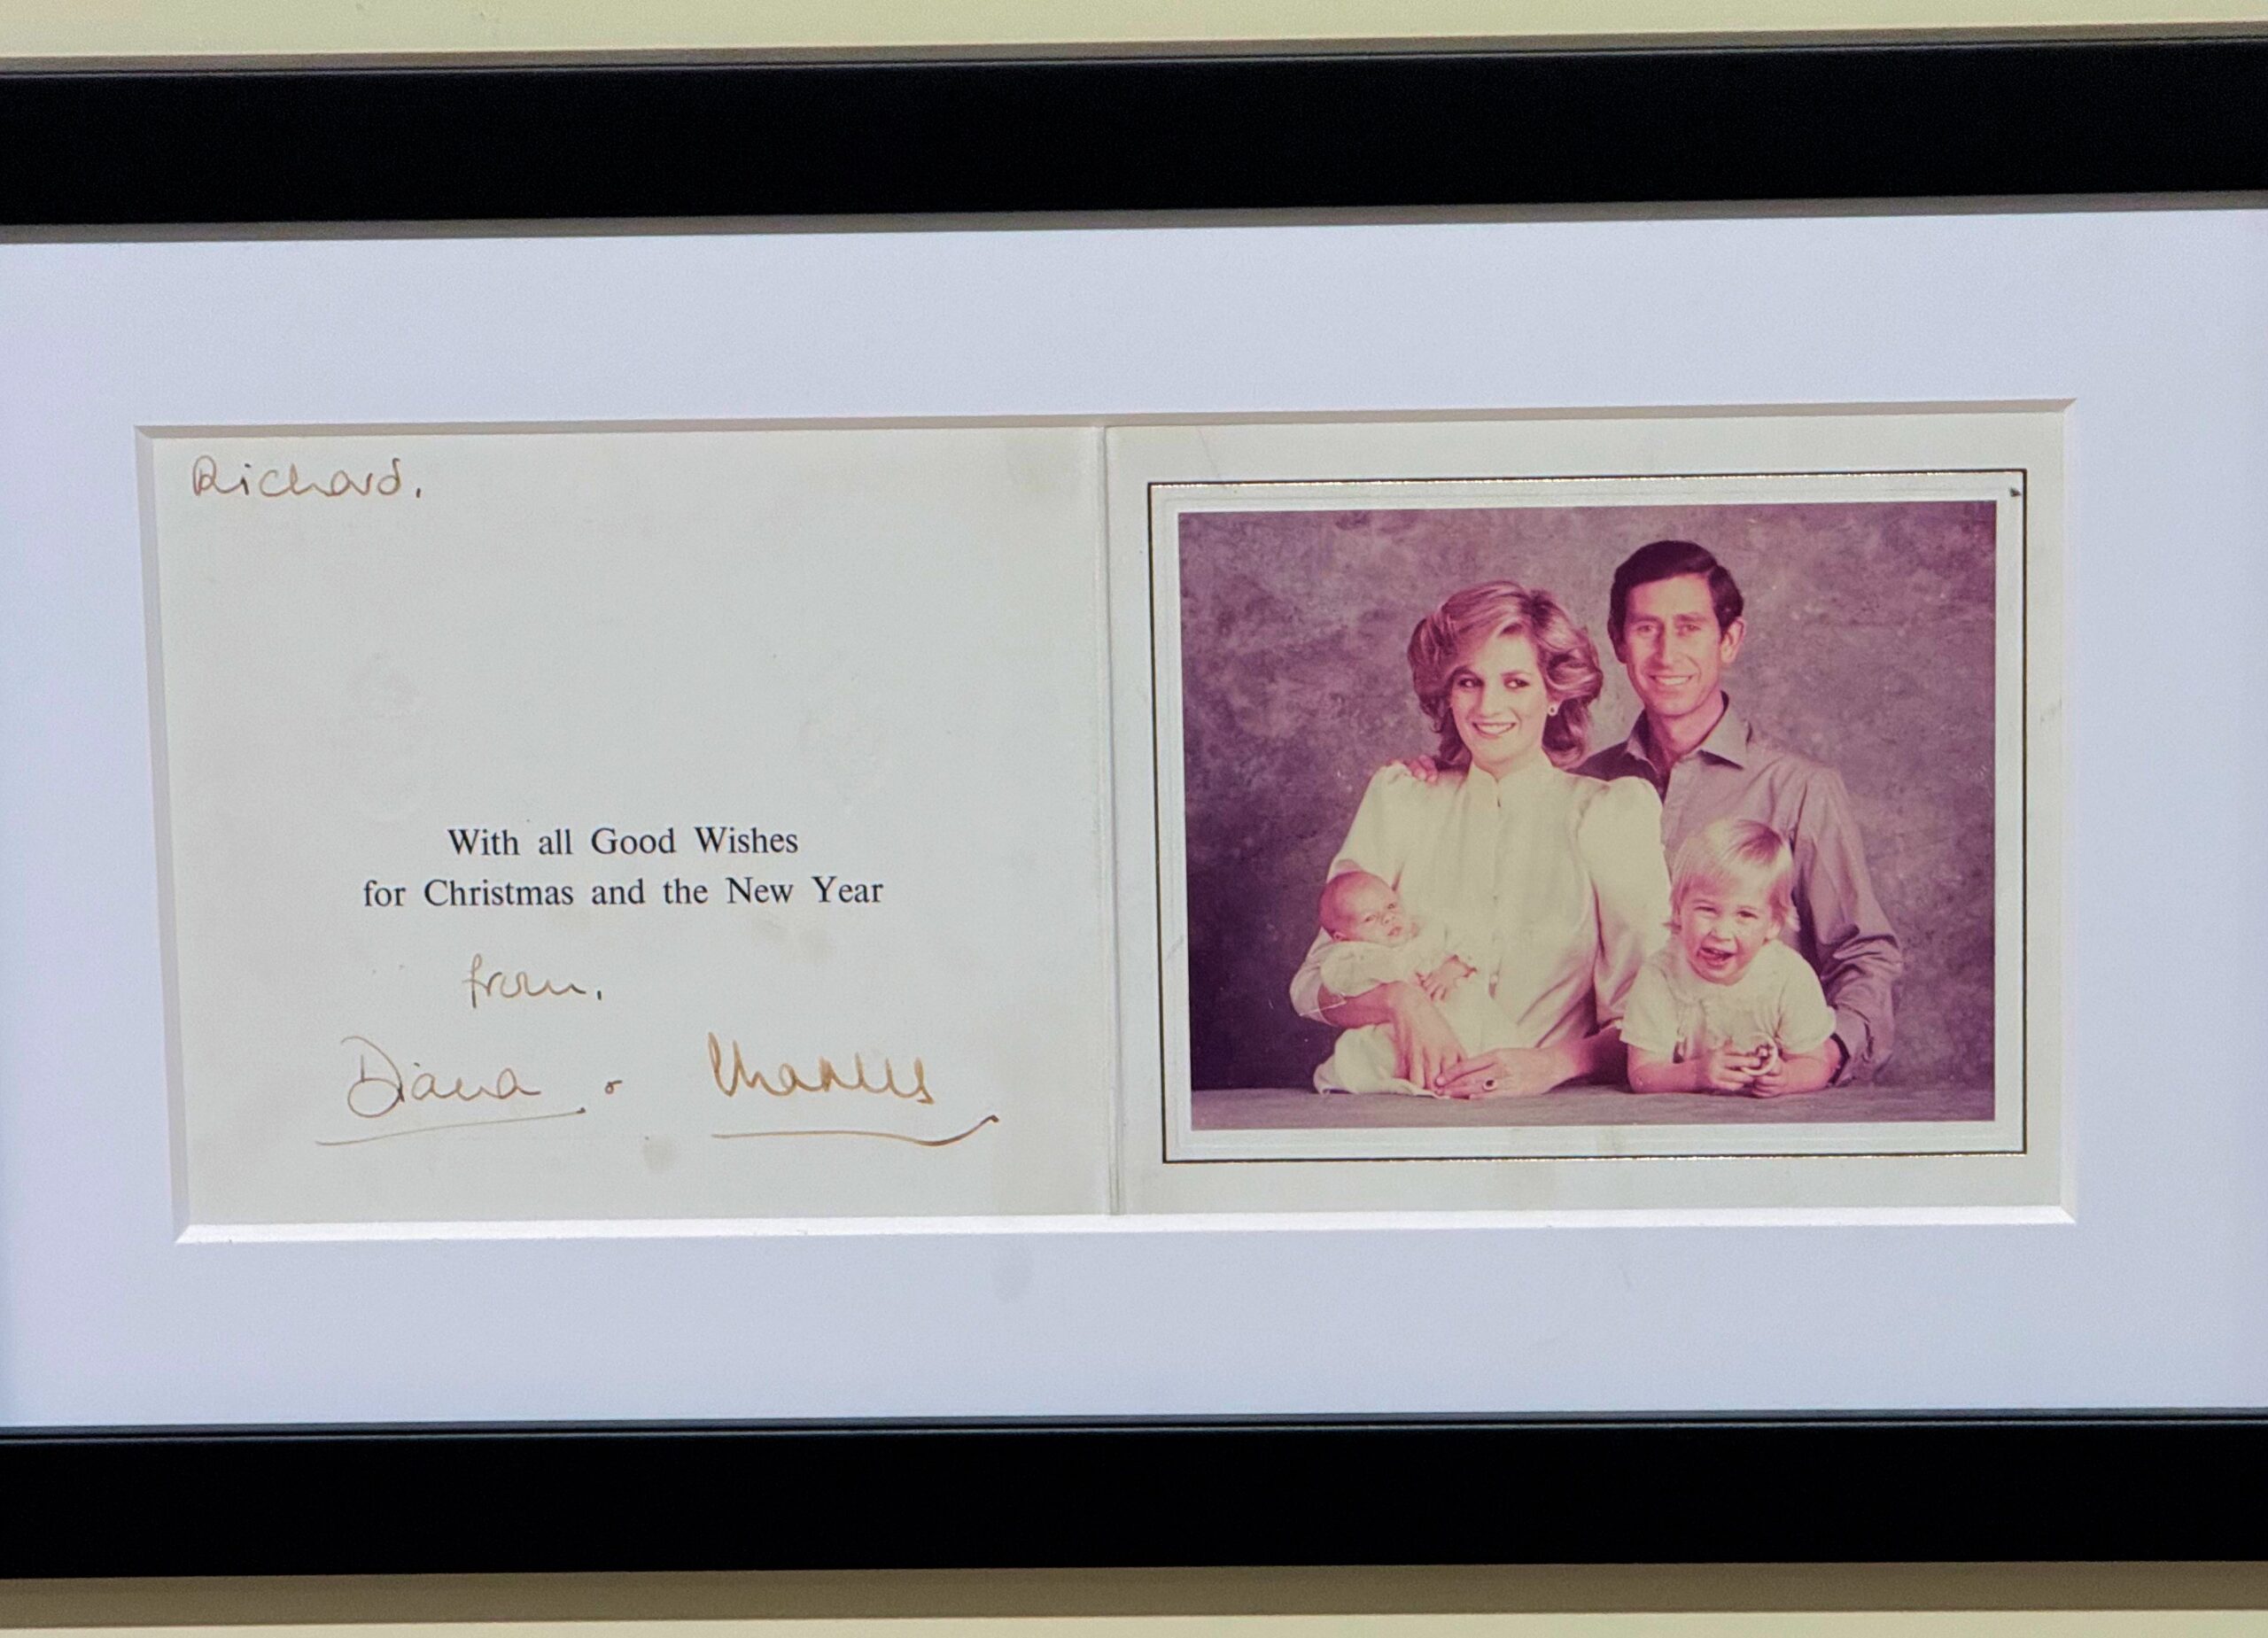 Richard.
With all Good Wishes
for Christmas and the New Year
from,
Diana & Charles